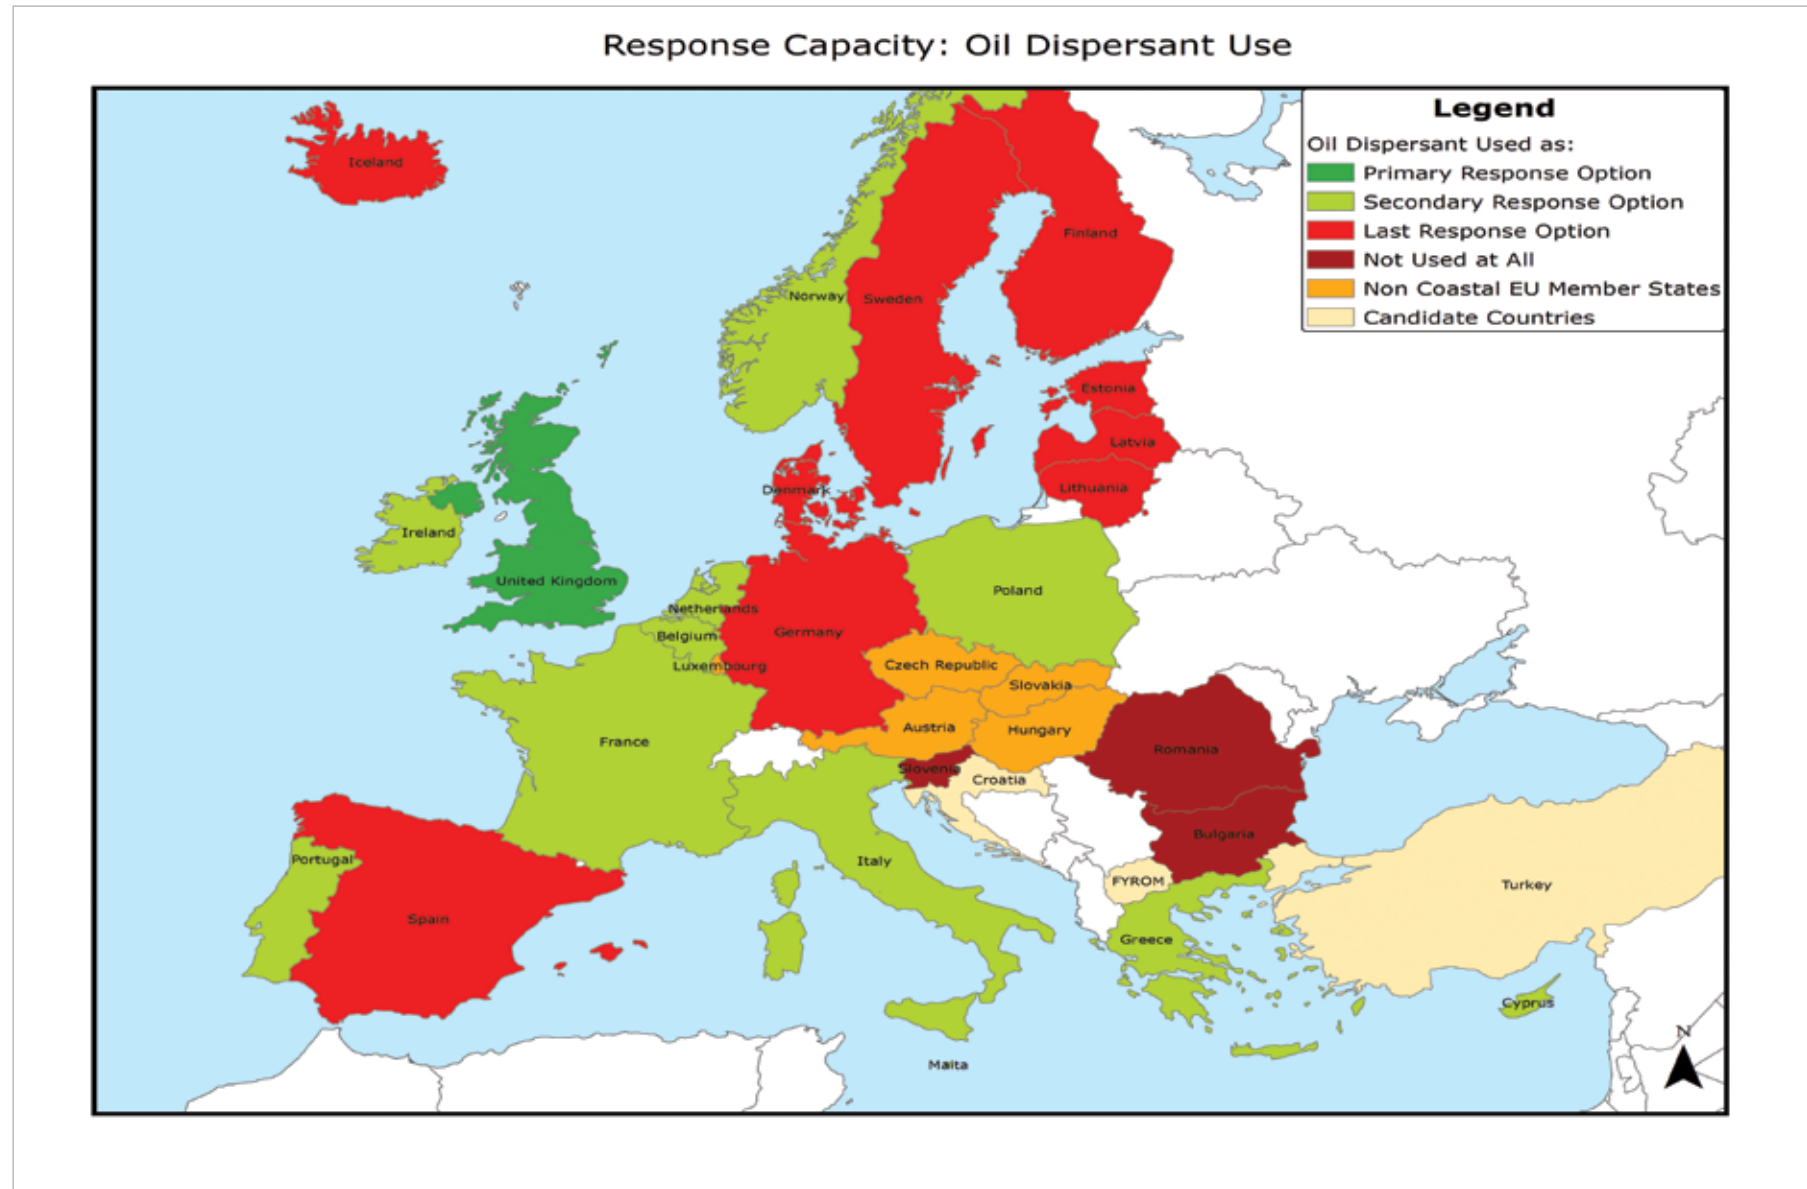 Response Capacity: Oil Dispersant Use
Legend
Oil Dispersant Used as:
Primary Response Option
Secondary Response Option
Last Response Option
Not Used at All
Non Coastal EU Member States
Candidate Countries
Iceland
Finland
Norway
Sweden
Estonia
Latvia
Lithuania
Denmark
Ireland
United Kingdom
Poland
Netherlands
Germany
Belgium
Luxembourg
Czech Republic
Slovakia
Austria
Hungary
France
Romania
Slovenia
Croatia
Bulgaria
Portugal
Italy
FYROM
Turkey
Spain
Greece
Cyprus
N
Malta